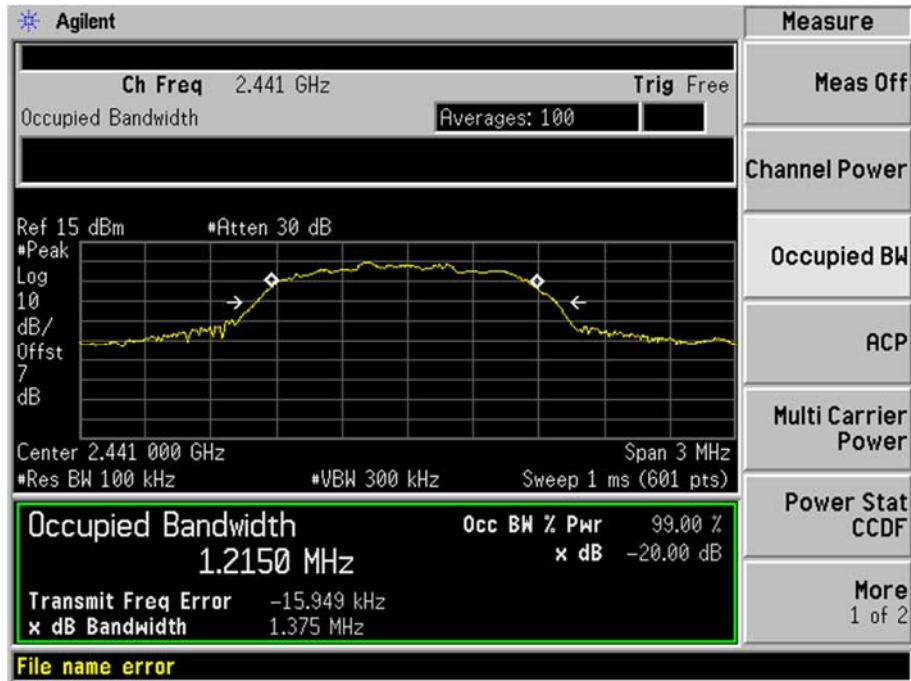 Agilent
Measure
Ch Freq 2.441 GHz Trig Free
Occupied Bandwidth Averages: 100
Meas Off
Channel Power
Occupied BW
ACP
Multi Carrier
Power
Power Stat
CCDF
More
1 of 2
Ref 15 dBm #Atten 30 dB
#Peak
Log
10
dB/
Offst
7
dB
Center 2.441 000 GHz Span 3 MHz
#Res BW 100 kHz #VBW 300 kHz Sweep 1 ms (601 pts)
Occupied Bandwidth Occ BW % Pwr 99.00 %
1.2150 MHz x dB -20.00 dB
Transmit Freq Error -15.949 kHz
x dB Bandwidth 1.375 MHz
File name error